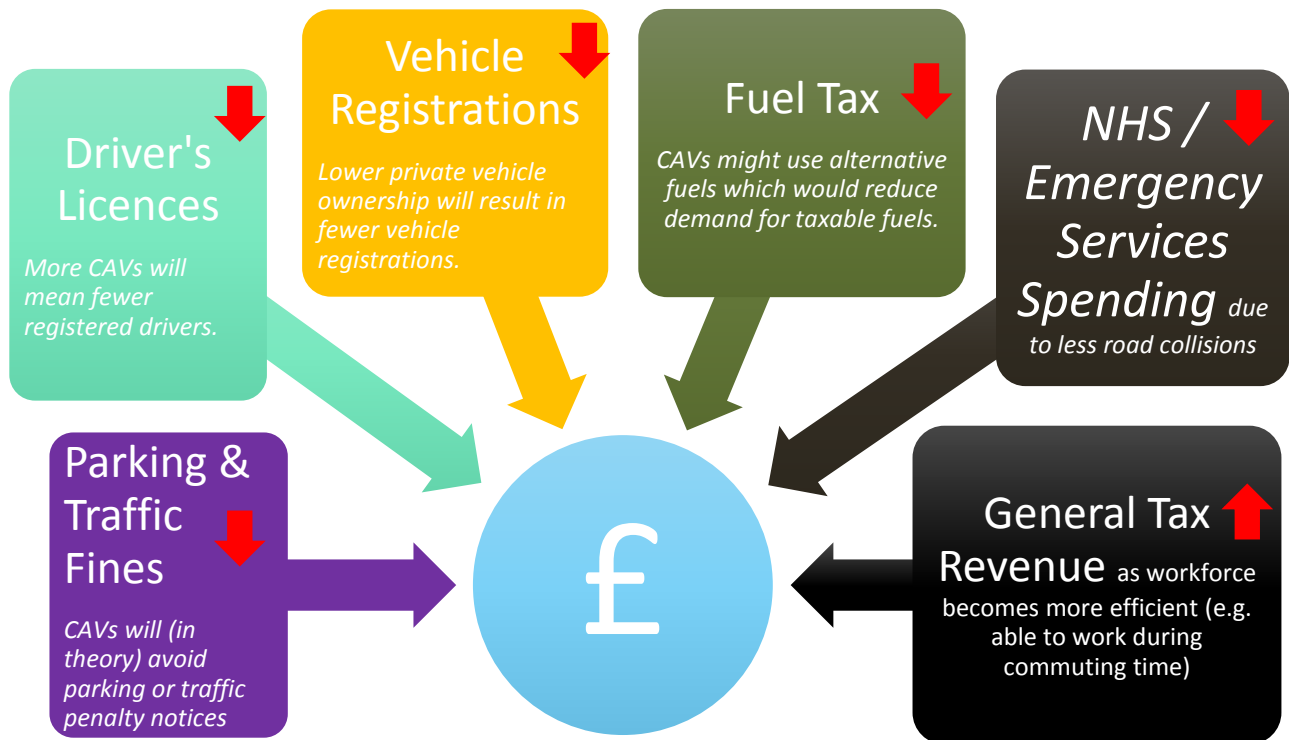 Driver's
Licences
More CAVs will
mean fewer
registered drivers.
Vehicle
Registrations
Lower private vehicle
ownership will result in
fewer vehicle
registrations.
Fuel Tax
CAVs might use alternative
fuels which would reduce
demand for taxable fuels.
NHS /
Emergency
Services
Spending due
to less road collisions
Parking &
Traffic
Fines
CAVs will (in
theory) avoid
parking or traffic
penalty notices
£
General Tax
Revenue as workforce
becomes more efficient (e.g.
able to work during
commuting time)